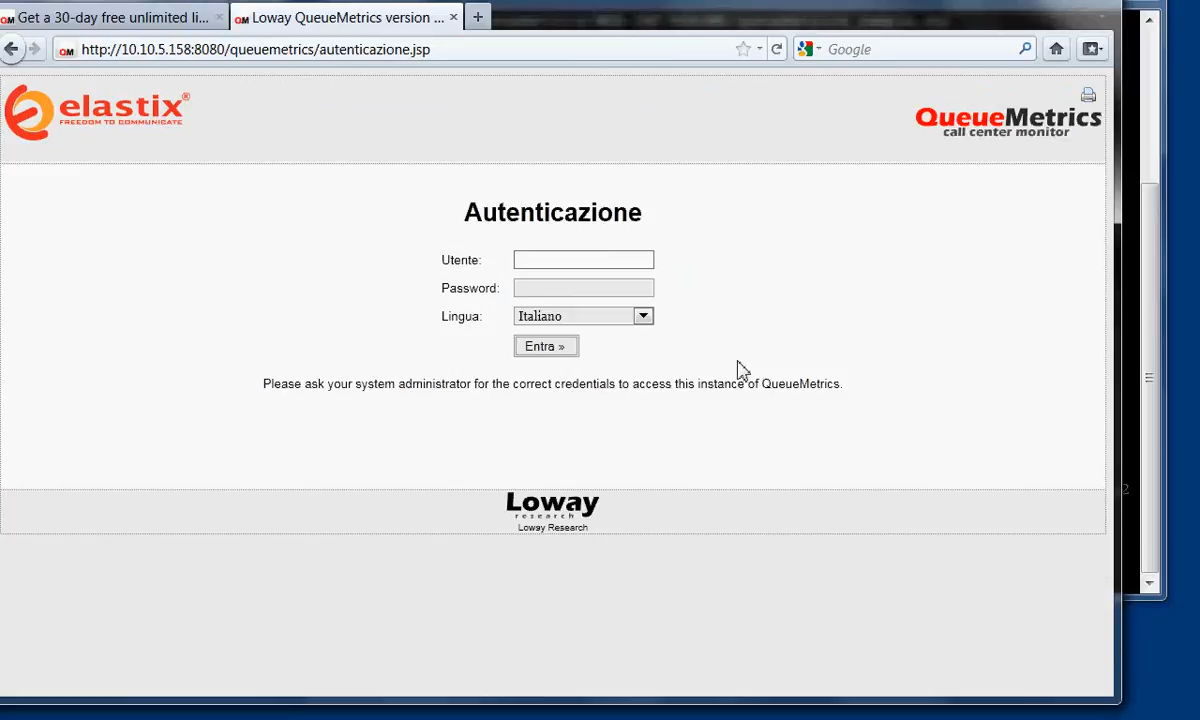 Get a 30-day free unlimited li...
Loway QueueMetrics version ...
http://10.10.5.158:8080/queuemetrics/autenticazione.jsp
Google
elastix®
FREEDOM TO COMMUNICATE
QueueMetrics
call center monitor
Autenticazione
Utente:
Password:
Lingua: Italiano
Entra »
Please ask your system administrator for the correct credentials to access this instance of QueueMetrics.
Loway
research
Loway Research